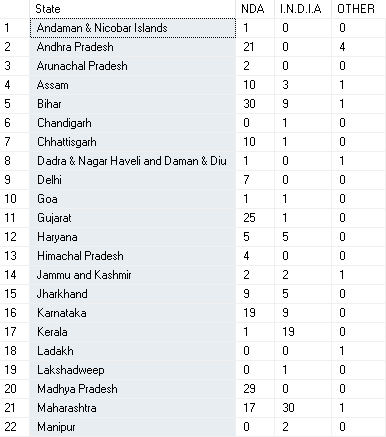 State NDA I.N.D.I.A OTHER
1 Andaman & Nicobar Islands 1 0 0
2 Andhra Pradesh 21 0 4
3 Arunachal Pradesh 2 0 0
4 Assam 10 3 1
5 Bihar 30 9 1
6 Chandigarh 0 1 0
7 Chhattisgarh 10 1 0
8 Dadra & Nagar Haveli and Daman & Diu 1 0 1
9 Delhi 7 0 0
10 Goa 1 1 0
11 Gujarat 25 1 0
12 Haryana 5 5 0
13 Himachal Pradesh 4 0 0
14 Jammu and Kashmir 2 2 1
15 Jharkhand 9 5 0
16 Karnataka 19 9 0
17 Kerala 1 19 0
18 Ladakh 0 0 1
19 Lakshadweep 0 1 0
20 Madhya Pradesh 29 0 0
21 Maharashtra 17 30 1
22 Manipur 0 2 0